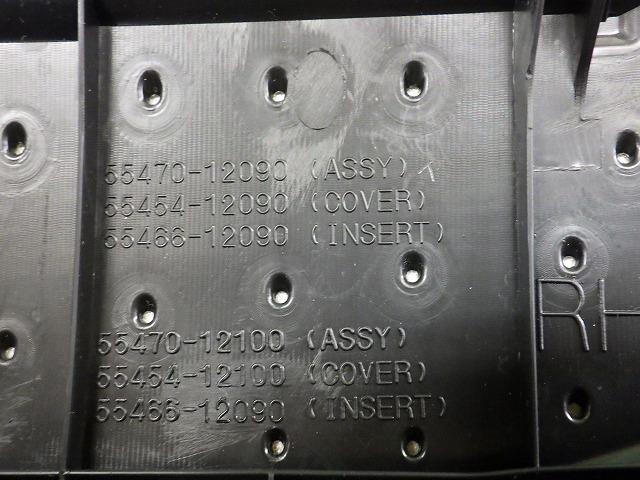 55470-12090 (ASSY)
55454-12090 (COVER)
55466-12090 (INSERT)
RH
55470-12100 (ASSY)
55454-12100 (COVER)
55466-12090 (INSERT)